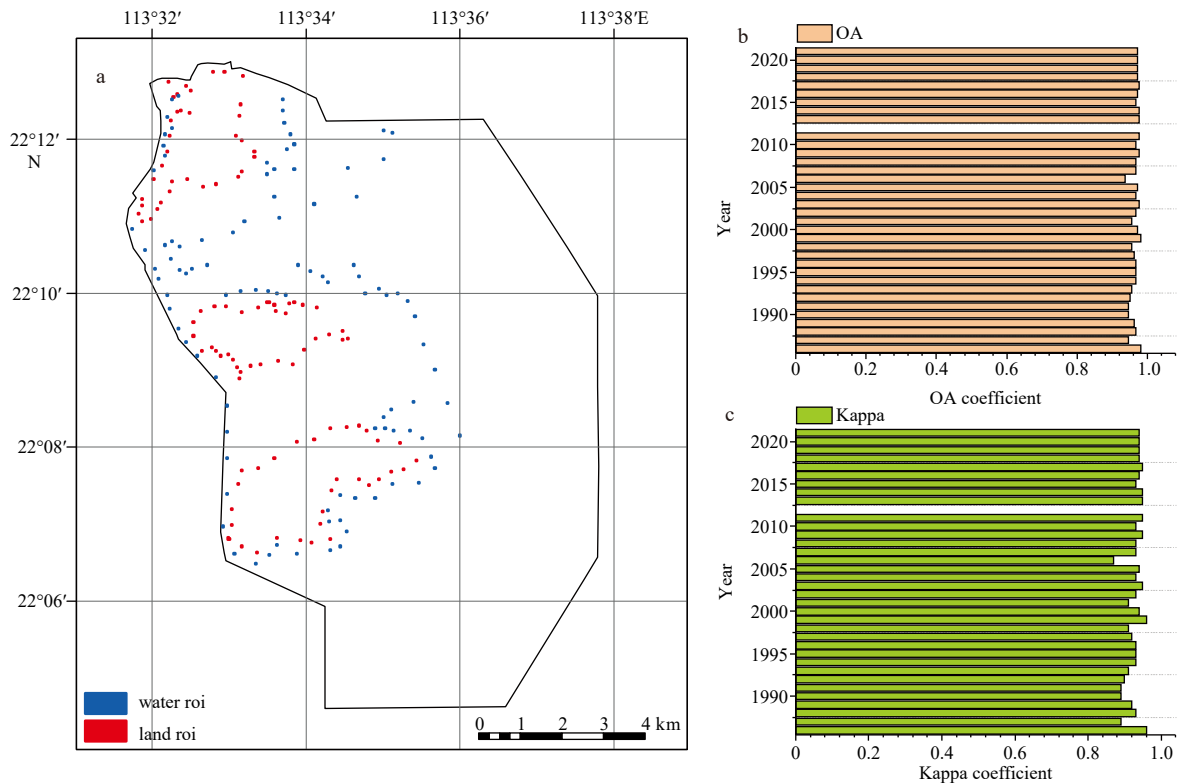 113°32′ 113°34′ 113°36′ 113°38′E
a
22°12′
N
22°10′
22°08′
22°06′
water roi
land roi
0 1 2 3 4 km
b
OA
2020
2015
2010
2005
2000
1995
1990
Year
0 0.2 0.4 0.6 0.8 1.0
OA coefficient
c
Kappa
2020
2015
2010
2005
2000
1995
1990
Year
0 0.2 0.4 0.6 0.8 1.0
Kappa coefficient